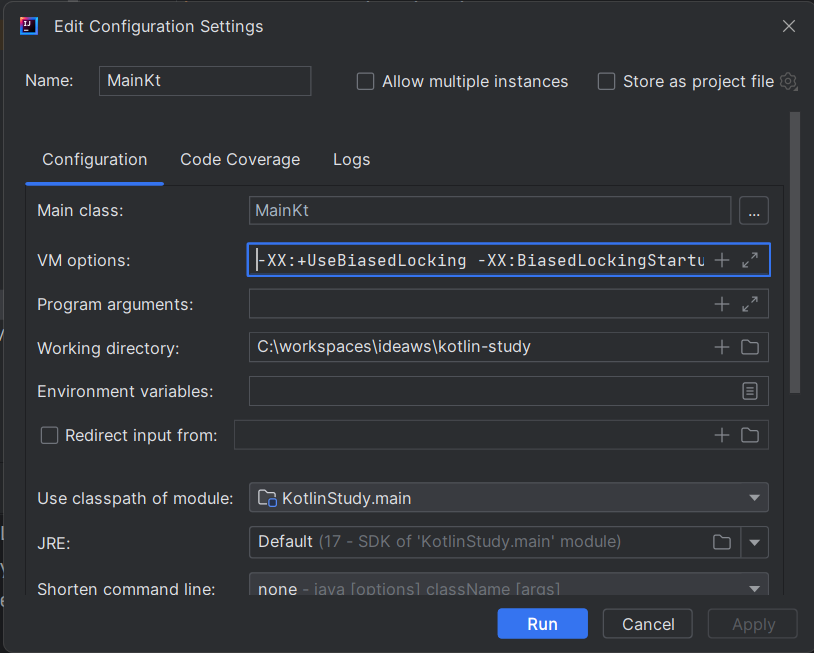 Edit Configuration Settings
Name: MainKt Allow multiple instances Store as project file
Configuration Code Coverage Logs
Main class: MainKt ...
VM options: -XX:+UseBiasedLocking -XX:BiasedLockingStartu
Program arguments:
Working directory: C:\workspaces\ideaws\kotlin-study
Environment variables:
Redirect input from:
Use classpath of module: KotlinStudy.main
JRE: Default (17 - SDK of 'KotlinStudy.main' module)
Shorten command line: none - java [options] className [args]
Run Cancel Apply